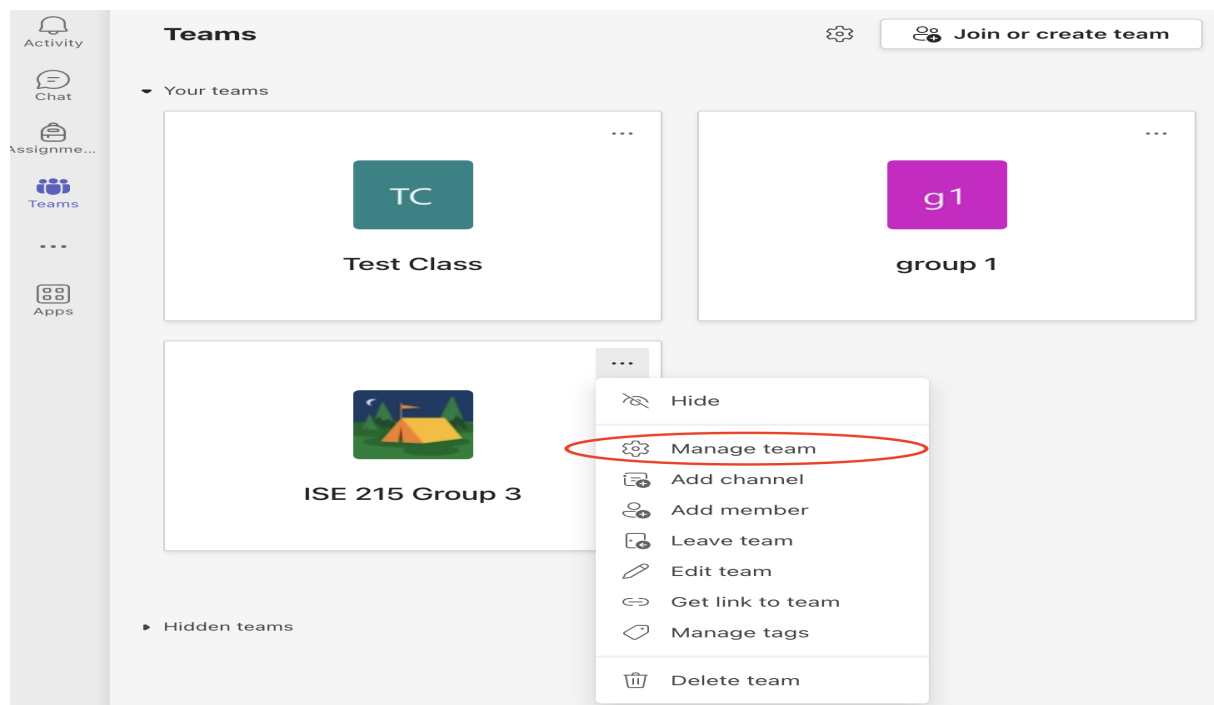 Activity
Chat
Assignme...
Teams
Apps
Teams
Join or create team
Your teams
TC
Test Class
g1
group 1
ISE 215 Group 3
Hide
Manage team
Add channel
Add member
Leave team
Edit team
Get link to team
Manage tags
Delete team
Hidden teams